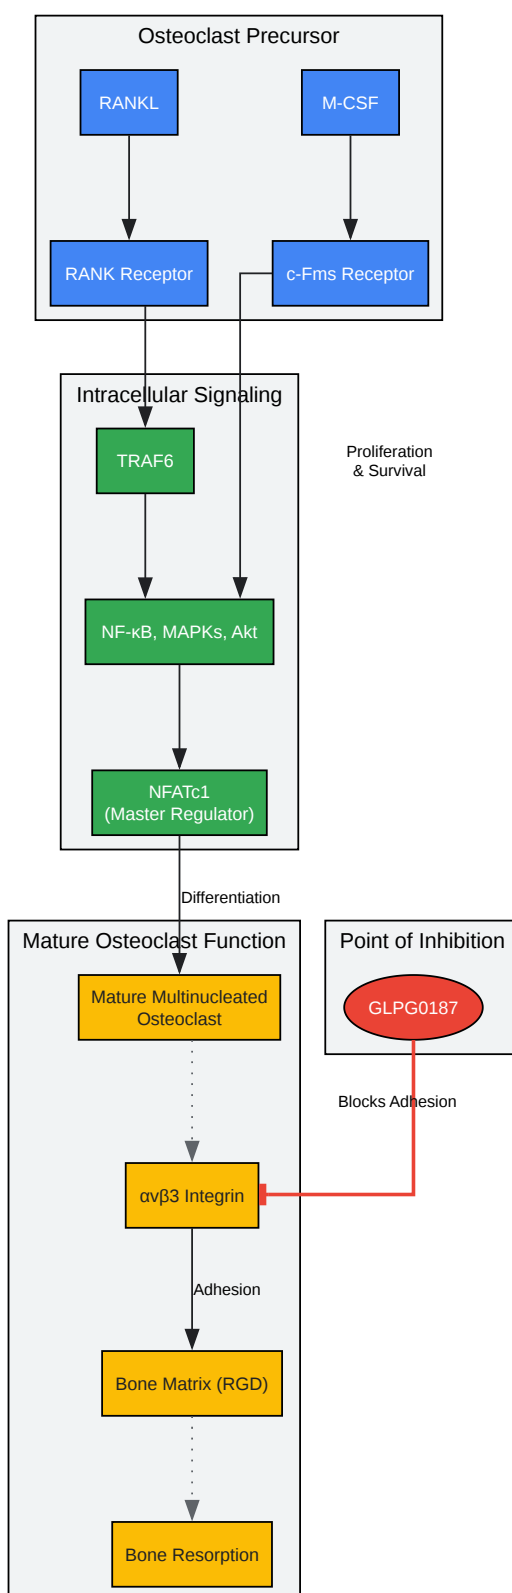 Osteoclast Precursor
RANKL
M-CSF
RANK Receptor
c-Fms Receptor
Intracellular Signaling
TRAF6
Proliferation
& Survival
NF-κB, MAPKs, Akt
NFATc1
(Master Regulator)
Differentiation
Mature Osteoclast Function
Point of Inhibition
Mature Multinucleated
Osteoclast
GLPG0187
Blocks Adhesion
αvβ3 Integrin
Adhesion
Bone Matrix (RGD)
Bone Resorption